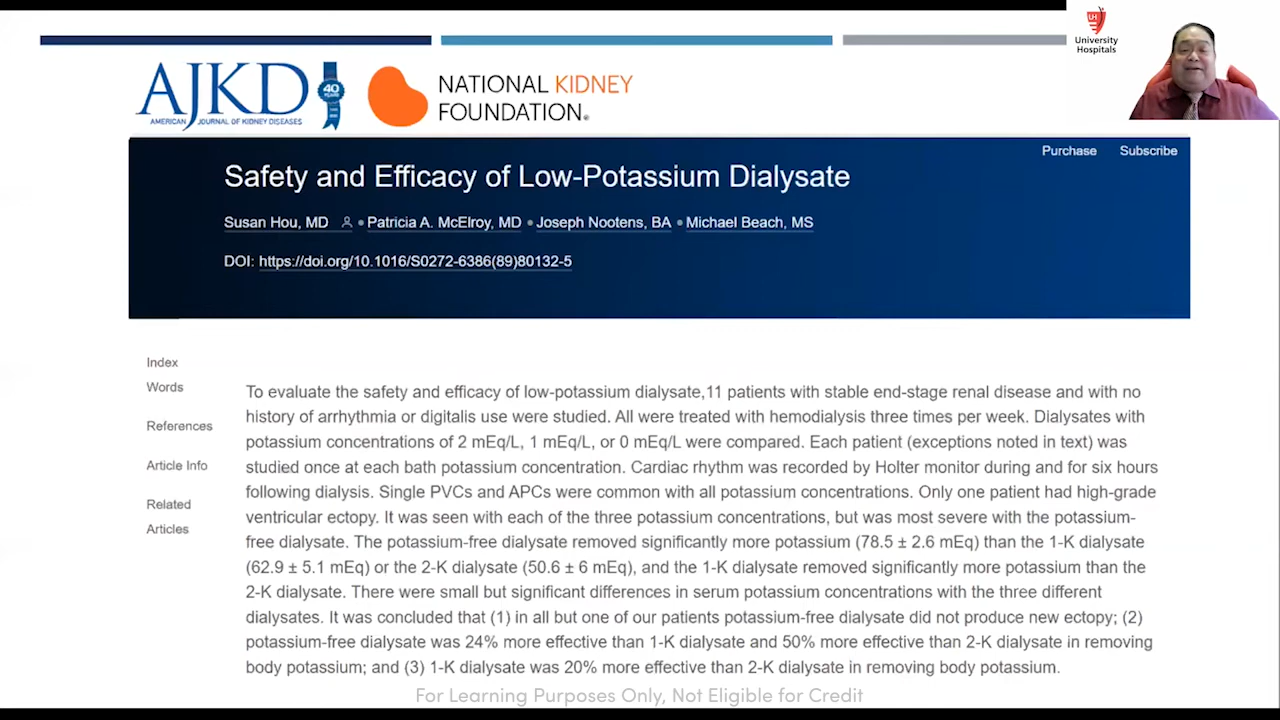 University
Hospitals
AJKD
AMERICAN JOURNAL OF KIDNEY DISEASES
40
YEARS
NATIONAL KIDNEY
FOUNDATION®
Purchase Subscribe
Safety and Efficacy of Low-Potassium Dialysate
Susan Hou, MD • Patricia A. McElroy, MD • Joseph Nootens, BA • Michael Beach, MS
DOI: https://doi.org/10.1016/S0272-6386(89)80132-5
Index
Words
References
Article Info
Related
Articles
To evaluate the safety and efficacy of low-potassium dialysate,11 patients with stable end-stage renal disease and with no
history of arrhythmia or digitalis use were studied. All were treated with hemodialysis three times per week. Dialysates with
potassium concentrations of 2 mEq/L, 1 mEq/L, or 0 mEq/L were compared. Each patient (exceptions noted in text) was
studied once at each bath potassium concentration. Cardiac rhythm was recorded by Holter monitor during and for six hours
following dialysis. Single PVCs and APCs were common with all potassium concentrations. Only one patient had high-grade
ventricular ectopy. It was seen with each of the three potassium concentrations, but was most severe with the potassium-
free dialysate. The potassium-free dialysate removed significantly more potassium (78.5 ± 2.6 mEq) than the 1-K dialysate
(62.9 ± 5.1 mEq) or the 2-K dialysate (50.6 ± 6 mEq), and the 1-K dialysate removed significantly more potassium than the
2-K dialysate. There were small but significant differences in serum potassium concentrations with the three different
dialysates. It was concluded that (1) in all but one of our patients potassium-free dialysate did not produce new ectopy; (2)
potassium-free dialysate was 24% more effective than 1-K dialysate and 50% more effective than 2-K dialysate in removing
body potassium; and (3) 1-K dialysate was 20% more effective than 2-K dialysate in removing body potassium.
For Learning Purposes Only, Not Eligible for Credit